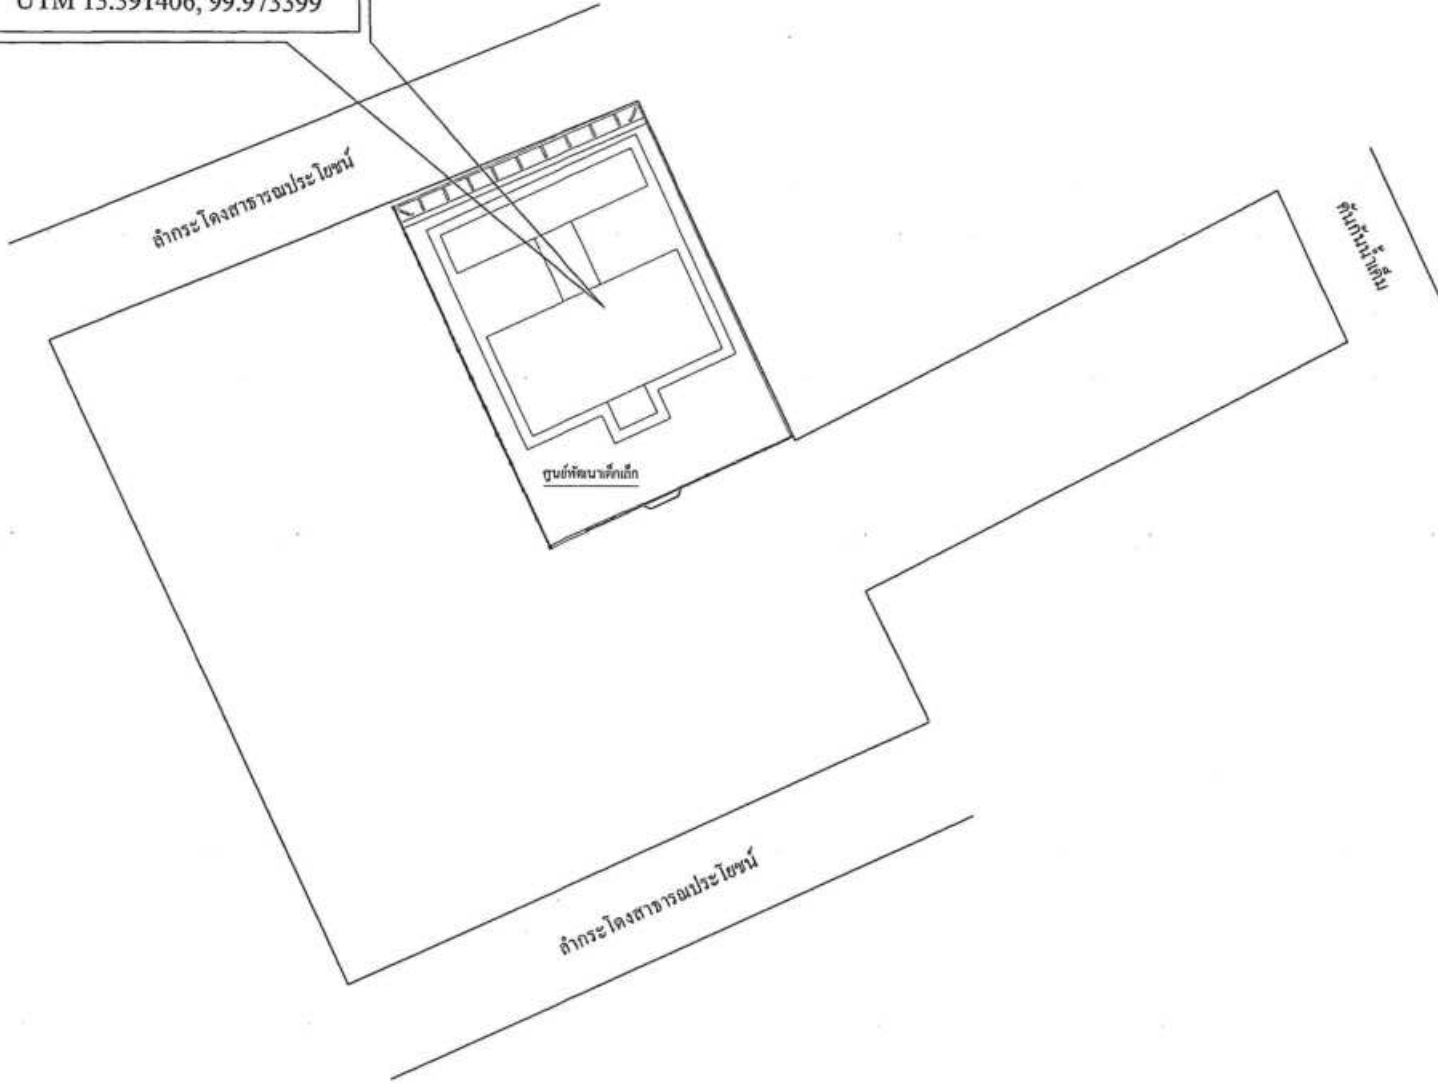 UTM 13.391406, 99.973399
ลำกระโดงสาธารณประโยชน์
คันกันน้ำเค็ม
ศูนย์พัฒนาเด็กเล็ก
ลำกระโดงสาธารณประโยชน์